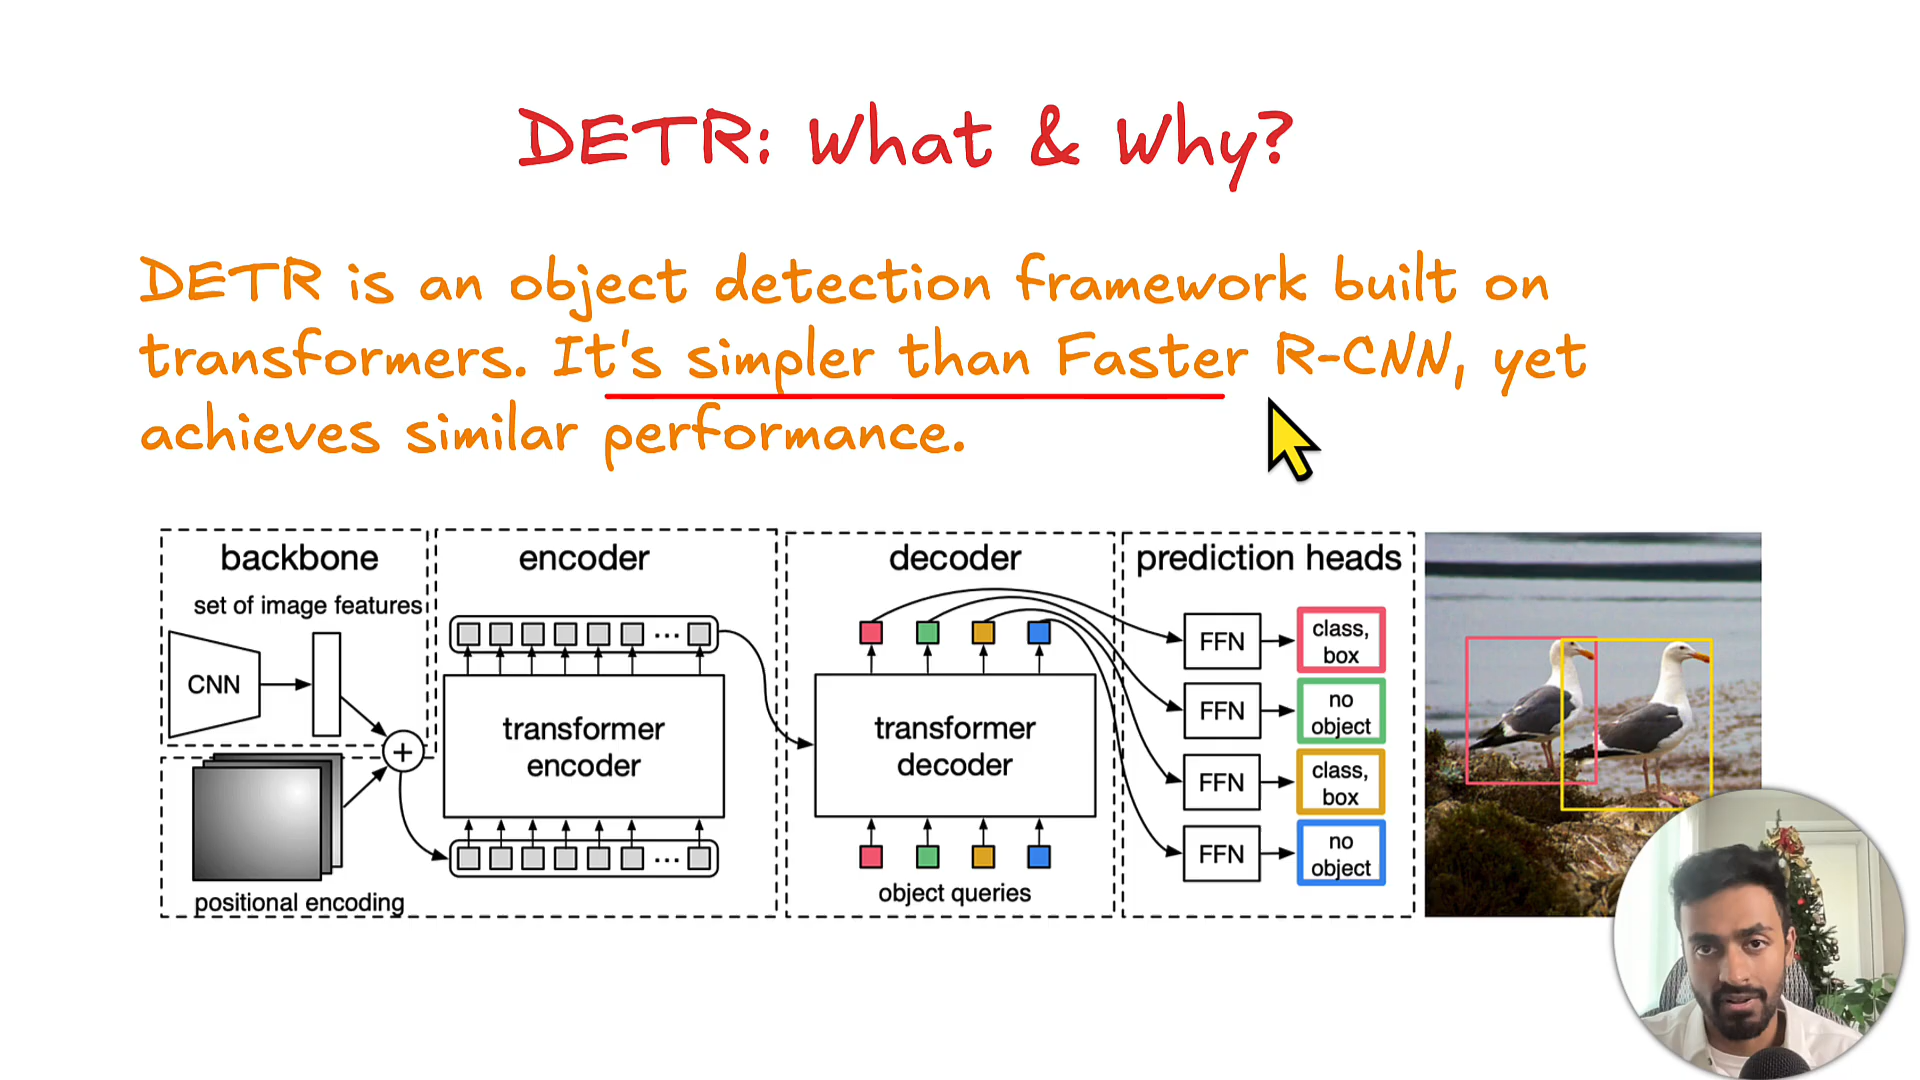 DETR: What & Why?
DETR is an object detection framework built on
transformers. It's simpler than Faster R-CNN, yet
achieves similar performance.
backbone
set of image features
CNN
+
positional encoding
encoder
...
transformer
encoder
...
decoder
transformer
decoder
object queries
prediction heads
FFN
class,
box
FFN
no
object
FFN
class,
box
FFN
no
object